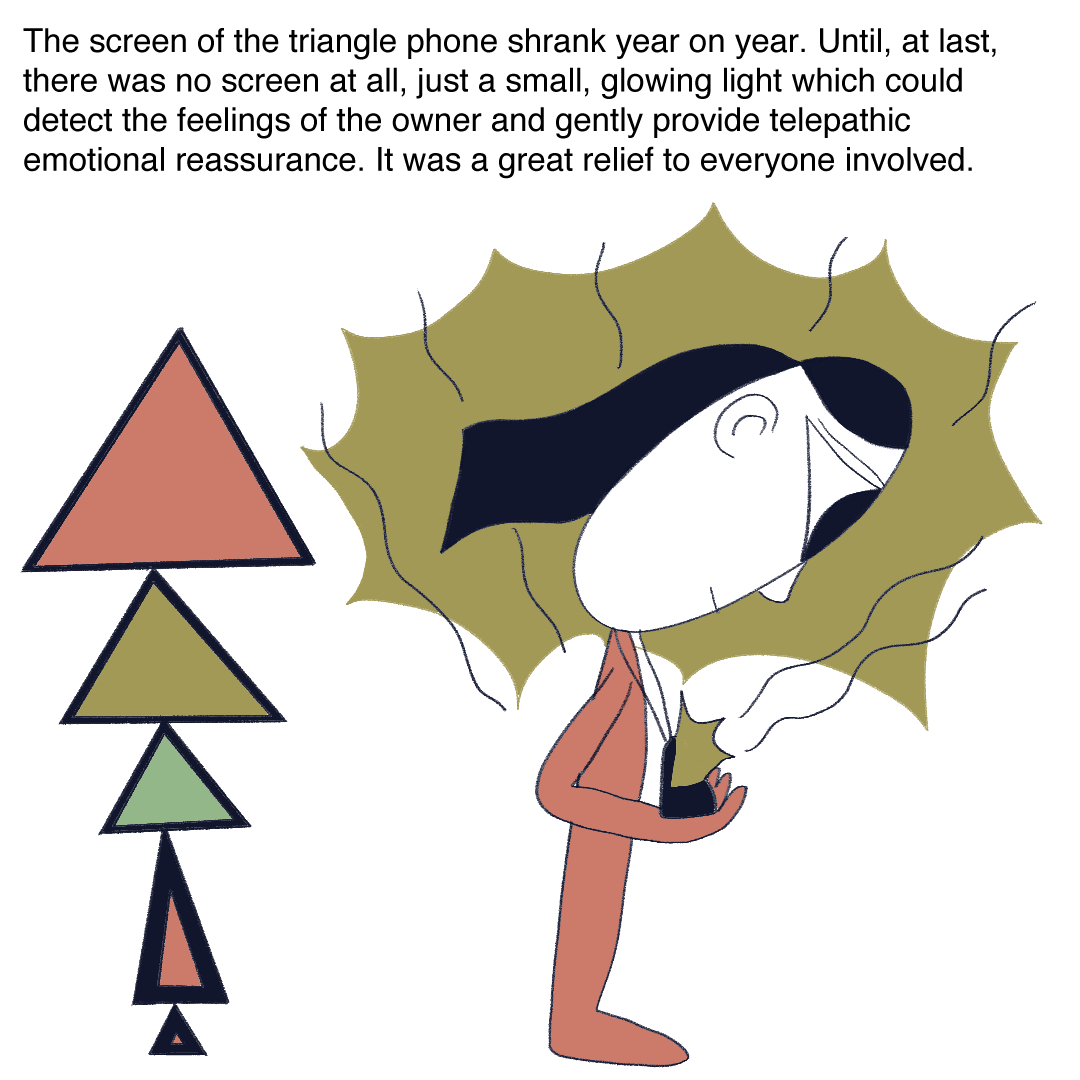 The screen of the triangle phone shrank year on year. Until, at last,
there was no screen at all, just a small, glowing light which could
detect the feelings of the owner and gently provide telepathic
emotional reassurance. It was a great relief to everyone involved.